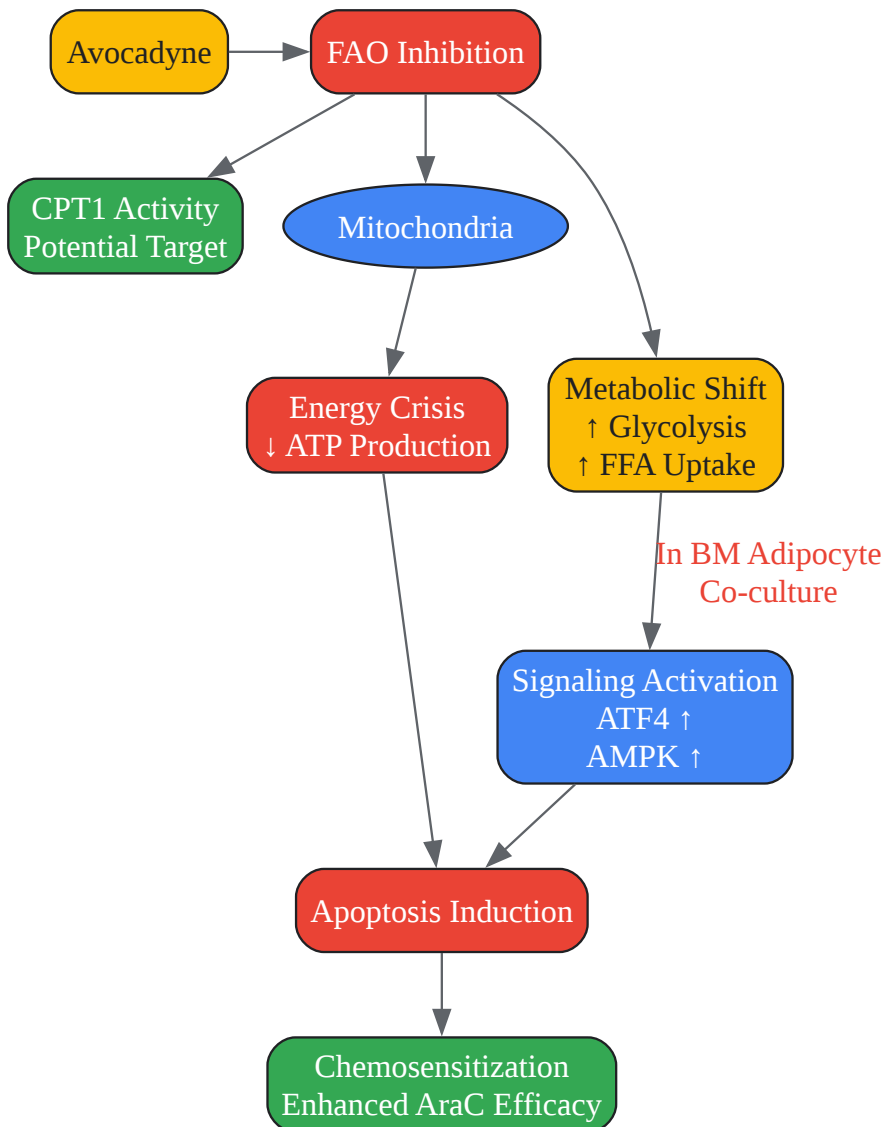 Avocadyne
FAO Inhibition
CPT1 Activity
Potential Target
Mitochondria
Energy Crisis
↓ ATP Production
Metabolic Shift
↑ Glycolysis
↑ FFA Uptake
In BM Adipocyte
Co-culture
Signaling Activation
ATF4 ↑
AMPK ↑
Apoptosis Induction
Chemosensitization
Enhanced AraC Efficacy